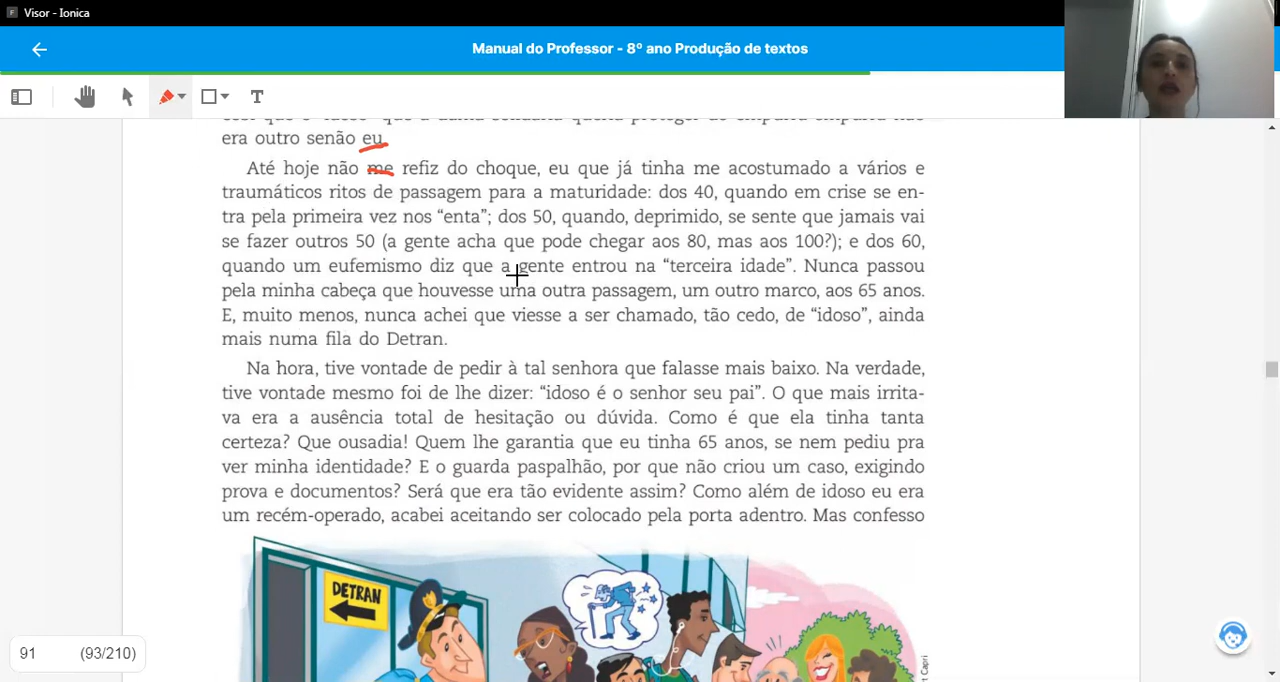 Visor - Ionica
Manual do Professor - 8º ano Produção de textos
T
era outro senão eu.
Até hoje não me refiz do choque, eu que já tinha me acostumado a vários e
traumáticos ritos de passagem para a maturidade: dos 40, quando em crise se en-
tra pela primeira vez nos “enta”; dos 50, quando, deprimido, se sente que jamais vai
se fazer outros 50 (a gente acha que pode chegar aos 80, mas aos 100?); e dos 60,
quando um eufemismo diz que a gente entrou na “terceira idade”. Nunca passou
pela minha cabeça que houvesse uma outra passagem, um outro marco, aos 65 anos.
E, muito menos, nunca achei que viesse a ser chamado, tão cedo, de “idoso”, ainda
mais numa fila do Detran.
Na hora, tive vontade de pedir à tal senhora que falasse mais baixo. Na verdade,
tive vontade mesmo foi de lhe dizer: “idoso é o senhor seu pai”. O que mais irrita-
va era a ausência total de hesitação ou dúvida. Como é que ela tinha tanta
certeza? Que ousadia! Quem lhe garantia que eu tinha 65 anos, se nem pediu pra
ver minha identidade? E o guarda paspalhão, por que não criou um caso, exigindo
prova e documentos? Será que era tão evidente assim? Como além de idoso eu era
um recém-operado, acabei aceitando ser colocado pela porta adentro. Mas confesso
DETRAN
91 (93/210)